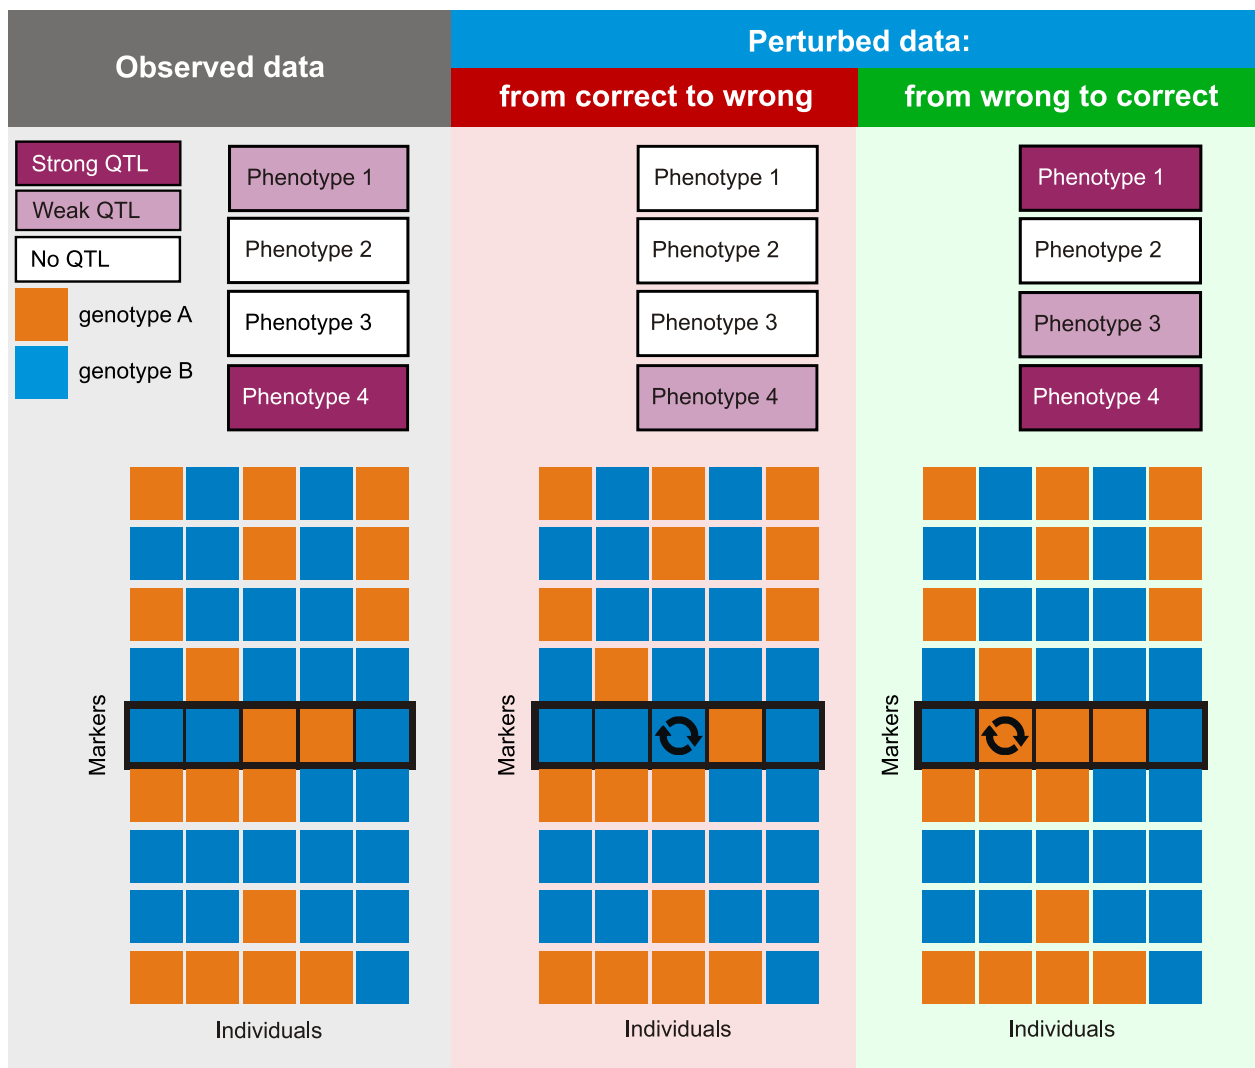 Observed data
Perturbed data:
from correct to wrong
from wrong to correct
Strong QTL
Weak QTL
No QTL
genotype A
genotype B
Phenotype 1
Phenotype 2
Phenotype 3
Phenotype 4
Phenotype 1
Phenotype 2
Phenotype 3
Phenotype 4
Phenotype 1
Phenotype 2
Phenotype 3
Phenotype 4
Markers
Individuals
Markers
Individuals
Markers
Individuals